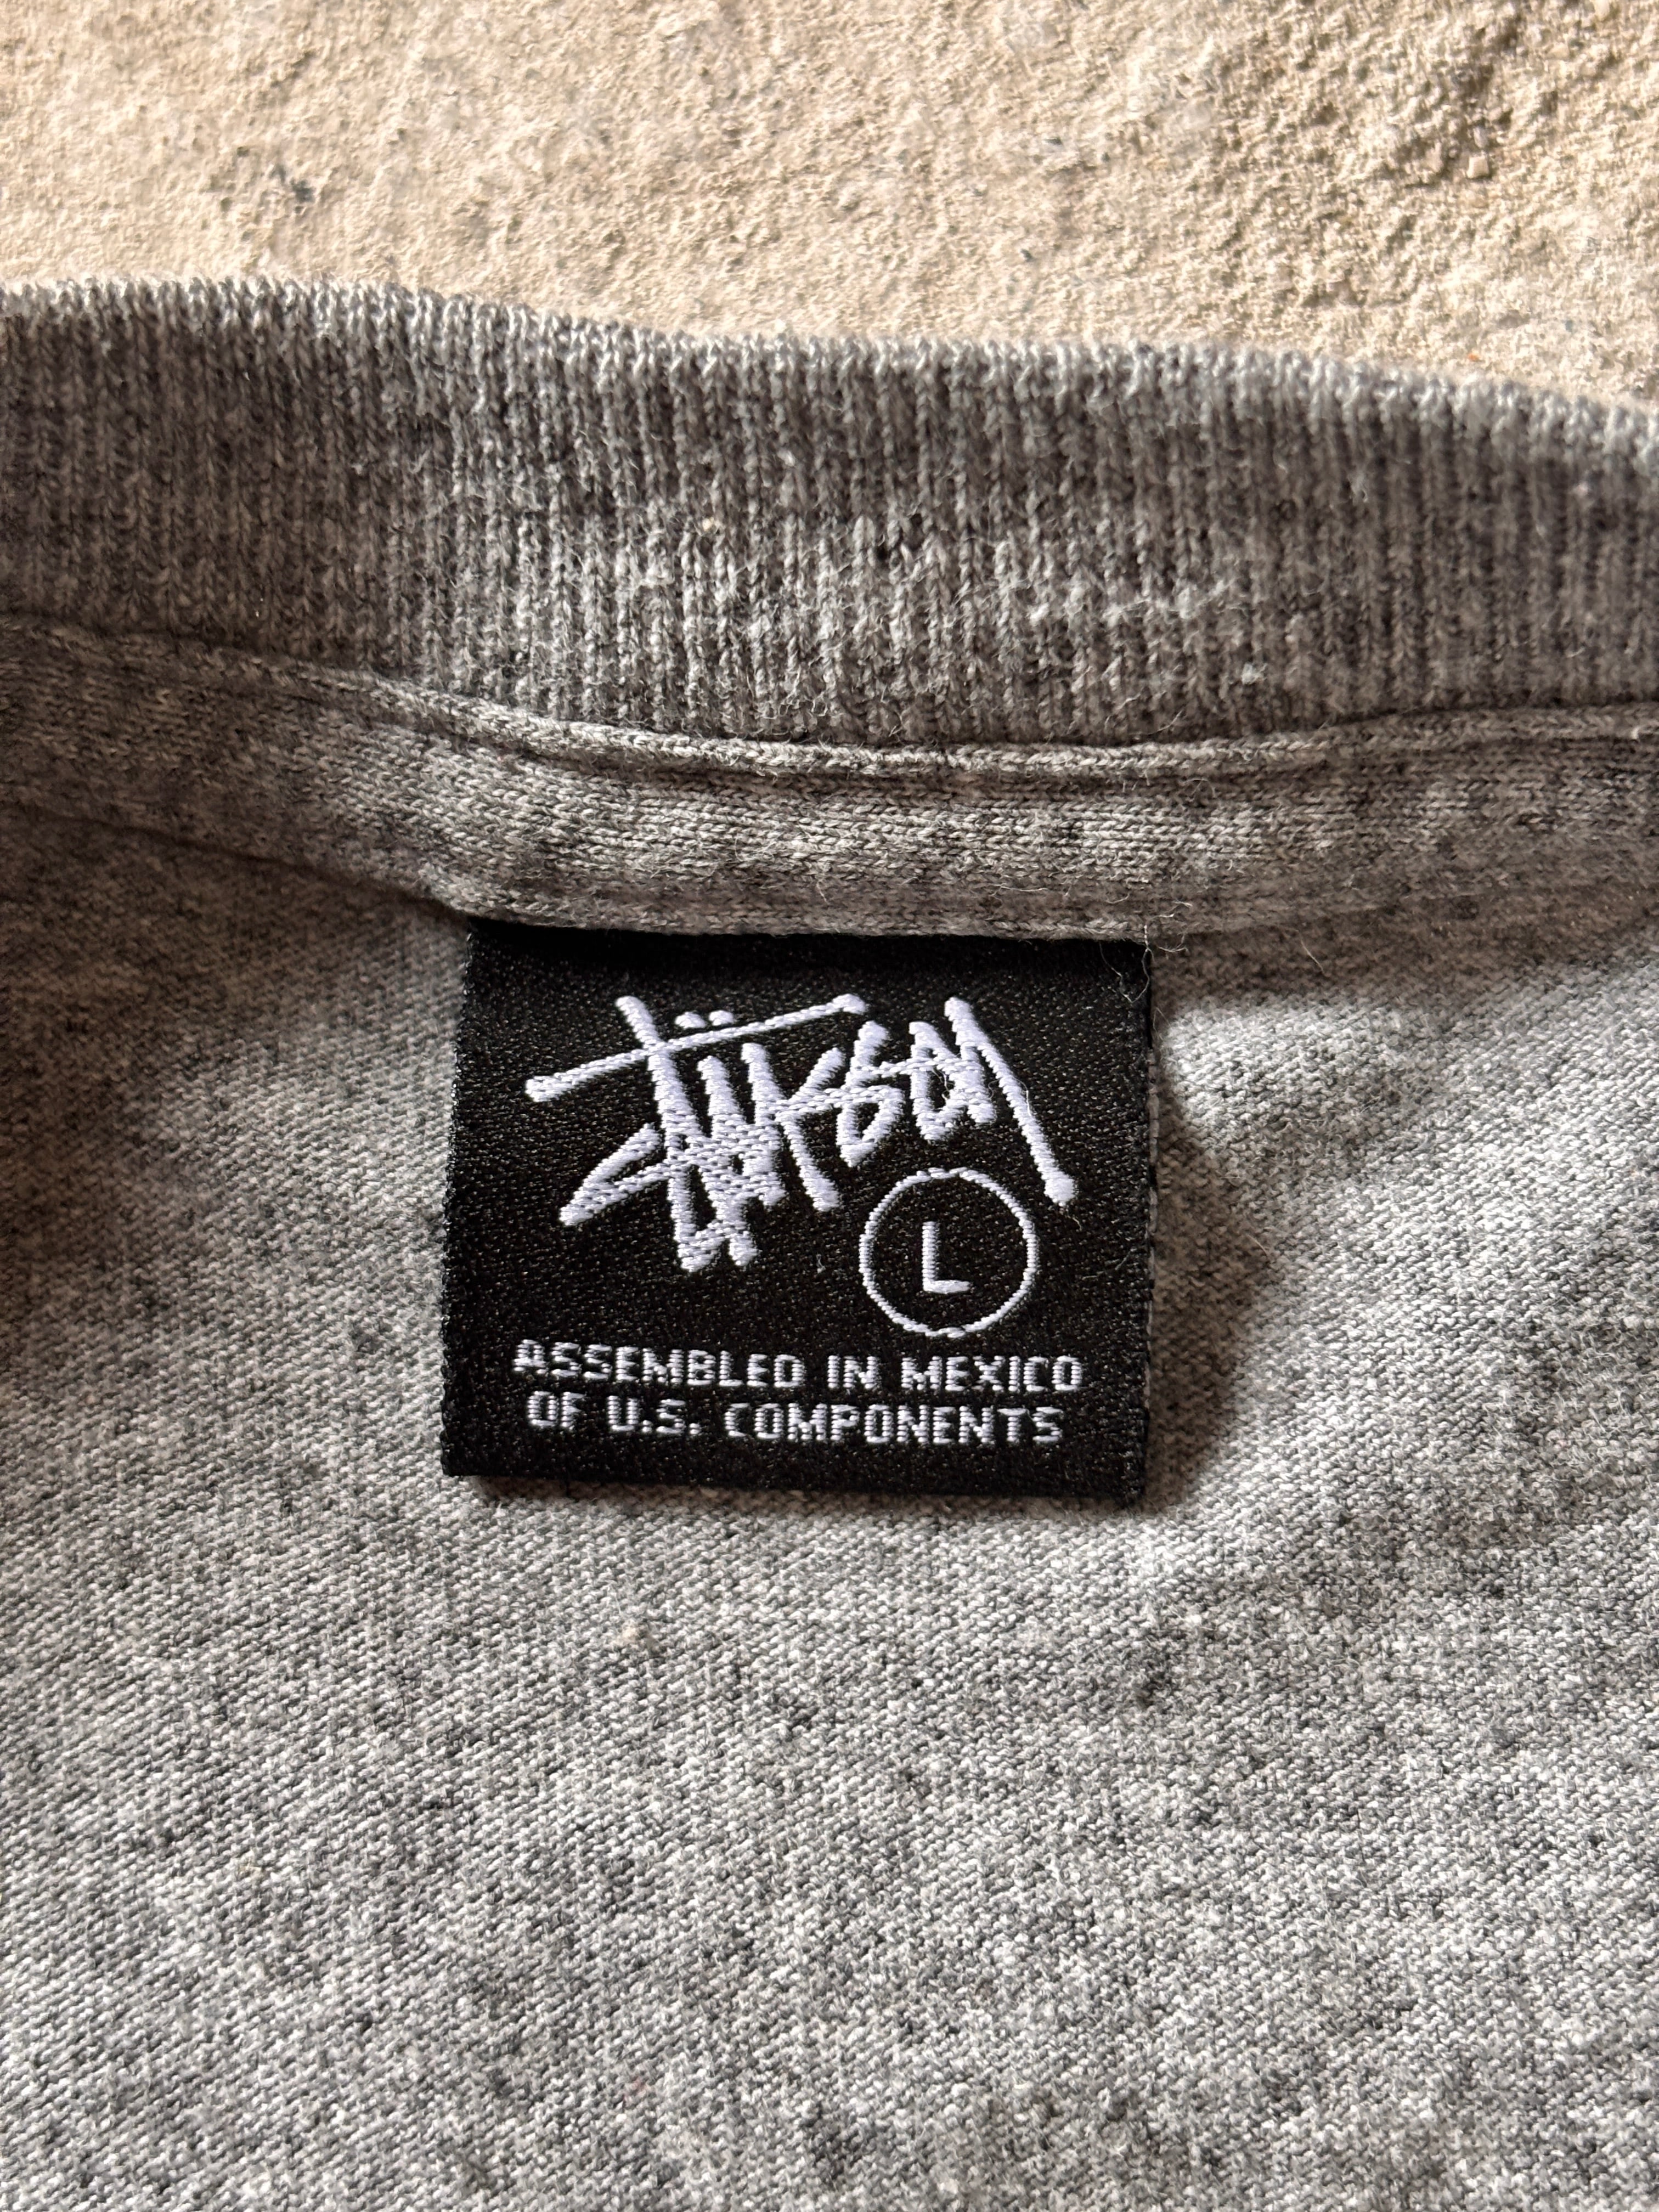 Stüssy
L
ASSEMBLED IN MEXICO
OF U.S. COMPONENTS